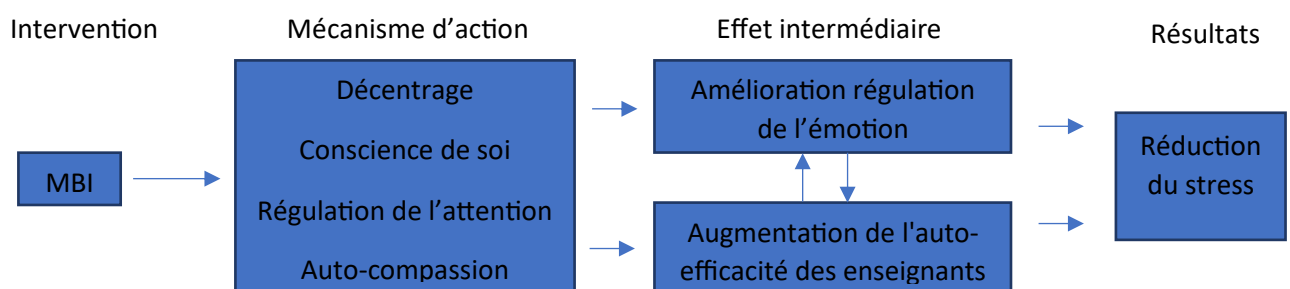 Intervention
Mécanisme d’action
Effet intermédiaire
Résultats
MBI
Décentrage
Conscience de soi
Régulation de l’attention
Auto-compassion
Amélioration régulation
de l’émotion
Augmentation de l'auto-
efficacité des enseignants
Réduction
du stress